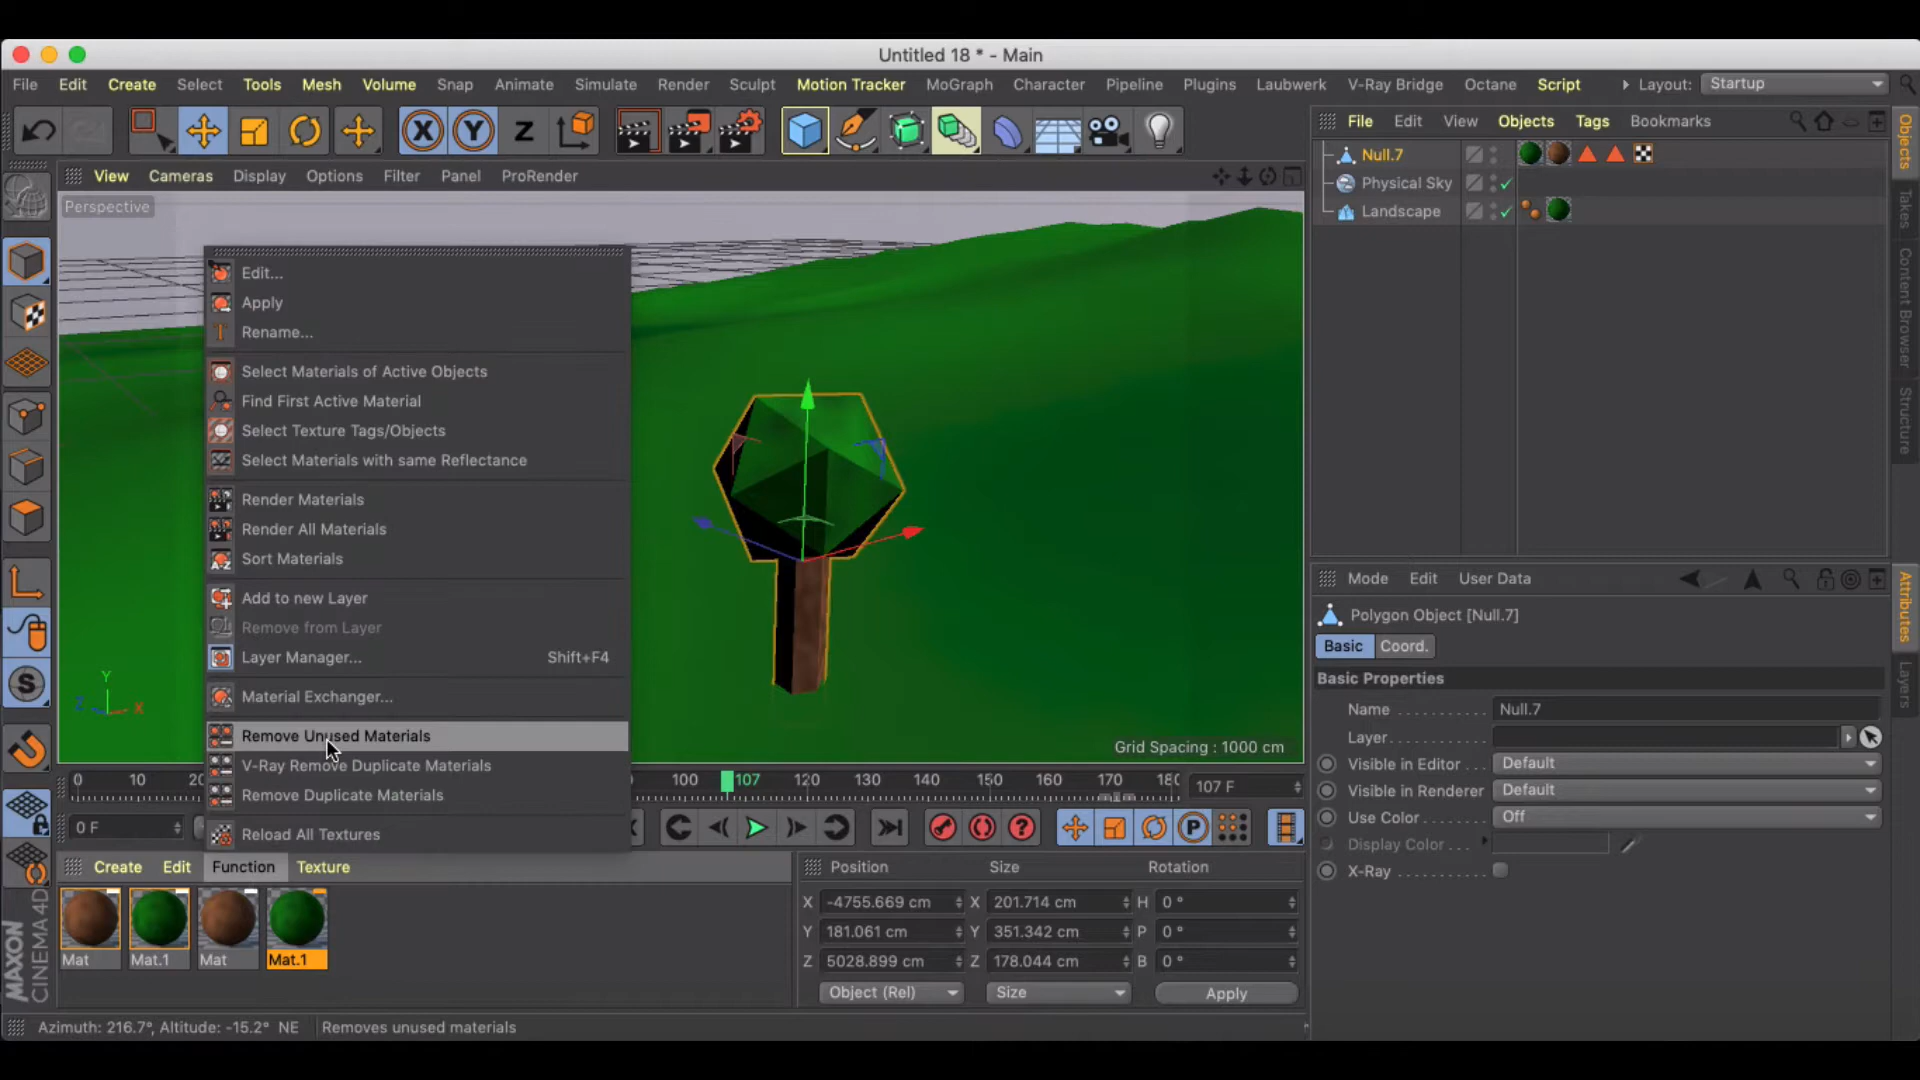 Untitled 18 * - Main
File Edit Create Select Tools Mesh Volume Snap Animate Simulate Render Sculpt Motion Tracker MoGraph Character Pipeline Plugins Laubwerk V-Ray Bridge Octane Script Layout: Startup
X Y Z
File Edit View Objects Tags Bookmarks
View Cameras Display Options Filter Panel ProRender
Perspective
Null.7
Physical Sky
Landscape
Objects
Takes
Content Browser
Structure
Edit...
Apply
Rename...
Select Materials of Active Objects
Find First Active Material
Select Texture Tags/Objects
Select Materials with same Reflectance
Render Materials
Render All Materials
Sort Materials
Add to new Layer
Remove from Layer
Layer Manager... Shift+F4
Material Exchanger...
Remove Unused Materials
V-Ray Remove Duplicate Materials
Remove Duplicate Materials
Reload All Textures
Y
Z X
Grid Spacing : 1000 cm
0 10 20 100 107 120 130 140 150 160 170 107 F
0 F
P
Mode Edit User Data
Polygon Object [Null.7]
Basic Coord.
Basic Properties
Name Null.7
Layer
Visible in Editor Default
Visible in Renderer Default
Use Color Off
Display Color
X-Ray
Attributes
Layers
Create Edit Function Texture
Mat Mat.1 Mat Mat.1
Position Size Rotation
X -4755.669 cm X 201.714 cm H 0 °
Y 181.061 cm Y 351.342 cm P 0 °
Z 5028.899 cm Z 178.044 cm B 0 °
Object (Rel) Size Apply
MAXON
CINEMA 4D
Azimuth: 216.7°, Altitude: -15.2° NE Removes unused materials